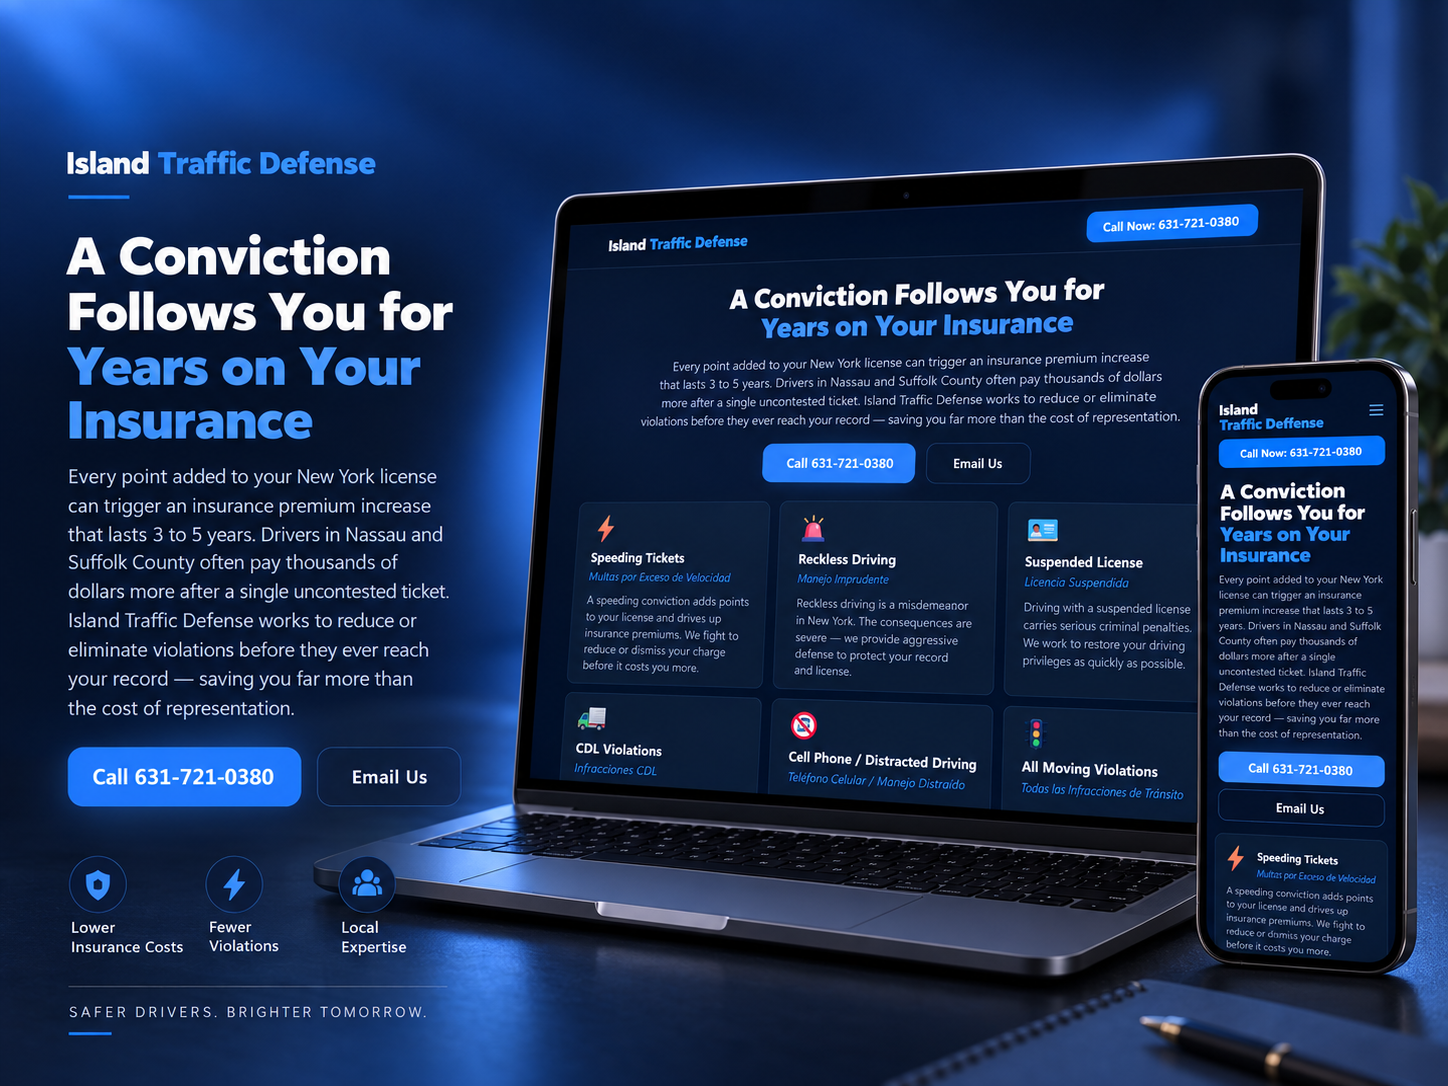 Island Traffic Defense
A Conviction
Follows You for
Years on Your
Insurance
Every point added to your New York license
can trigger an insurance premium increase
that lasts 3 to 5 years. Drivers in Nassau and
Suffolk County often pay thousands of
dollars more after a single uncontested ticket.
Island Traffic Defense works to reduce or
eliminate violations before they ever reach
your record — saving you far more than
the cost of representation.
Call 631-721-0380
Email Us
Lower
Insurance Costs
Fewer
Violations
Local
Expertise
SAFER DRIVERS. BRIGHTER TOMORROW.
Island Traffic Defense
Call Now: 631-721-0380
A Conviction Follows You for
Years on Your Insurance
Every point added to your New York license can trigger an insurance premium increase
that lasts 3 to 5 years. Drivers in Nassau and Suffolk County often pay thousands of dollars
more after a single uncontested ticket. Island Traffic Defense works to reduce or eliminate
violations before they ever reach your record — saving you far more than the cost of representation.
Call 631-721-0380
Email Us
Speeding Tickets
Multas por Exceso de Velocidad
A speeding conviction adds points
to your license and drives up
insurance premiums. We fight to
reduce or dismiss your charge
before it costs you more.
Reckless Driving
Manejo Imprudente
Reckless driving is a misdemeanor
in New York. The consequences are
severe — we provide aggressive
defense to protect your record
and license.
Suspended License
Licencia Suspendida
Driving with a suspended license
carries serious criminal penalties.
We work to restore your driving
privileges as quickly as possible.
CDL Violations
Infracciones CDL
Cell Phone / Distracted Driving
Teléfono Celular / Manejo Distraído
All Moving Violations
Todas las Infracciones de Tránsito
Island
Traffic Deffense
Call Now: 631-721-0380
A Conviction
Follows You for
Years on Your
Insurance
Every point added to your New York
license can trigger an insurance
premium increase that lasts 3 to 5
years. Drivers in Nassau and Suffolk
County often pay thousands of
dollars more after a single
uncontested ticket. Island Traffic
Defense works to reduce or eliminate
violations before they ever reach
your record — saving you far more
than the cost of representation.
Call 631-721-0380
Email Us
Speeding Tickets
Multas por Exceso de Velocidad
A speeding conviction adds points
to your license and drives up
insurance premiums. We fight to
reduce or dismiss your charge
before it costs you more.